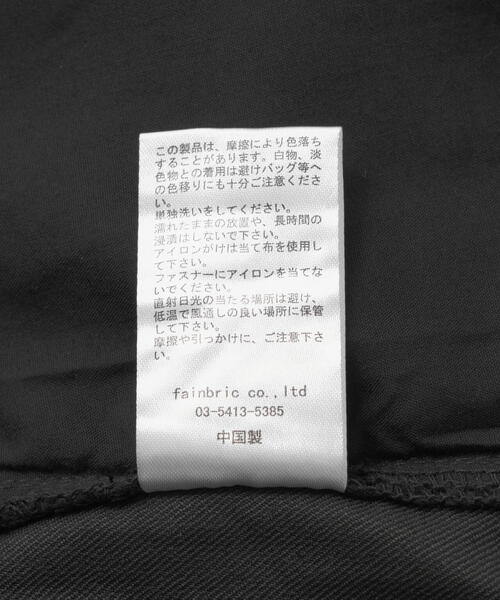 この製品は、摩擦により色落ち
することがあります。白物、淡
色物との着用は避けバッグ等へ
の色移りにも十分ご注意くださ
い。
単独洗いをしてください。
濡れたままの放置や、長時間の
浸漬はしないで下さい。
アイロンがけは当て布を使用し
て下さい。
ファスナーにアイロンを当てな
いでください。
直射日光の当たる場所は避け、
低温で風通しの良い場所に保管
して下さい。
摩擦や引っかけに、ご注意下さ
い。
fainbric co.,ltd
03-5413-5385
中国製